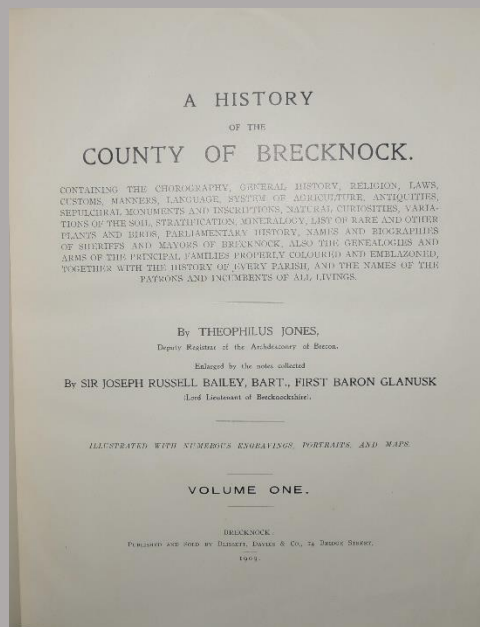 A HISTORY
OF THE
COUNTY OF BRECKNOCK.
CONTAINING THE CHOROGRAPHY, GENERAL HISTORY, RELIGION, LAWS,
CUSTOMS, MANNERS, LANGUAGE, SYSTEM OF AGRICULTURE, ANTIQUITIES,
SEPULCHRAL MONUMENTS AND INSCRIPTIONS, NATURAL CURIOSITIES, VARIA-
TIONS OF THE SOIL, STRATIFICATION, MINERALOGY, LIST OF RARE AND OTHER
PLANTS AND BIRDS, PARLIAMENTARY HISTORY, NAMES AND BIOGRAPHIES
OF SHERIFFS AND MAYORS OF BRECKNOCK, ALSO THE GENEALOGIES AND
ARMS OF THE PRINCIPAL FAMILIES PROPERLY COLOURED AND EMBLAZONED,
TOGETHER WITH THE HISTORY OF EVERY PARISH, AND THE NAMES OF THE
PATRONS AND INCUMBENTS OF ALL LIVINGS.
By THEOPHILUS JONES,
Deputy Registrar of the Archdeaconry of Brecon.
Enlarged by the notes collected
By SIR JOSEPH RUSSELL BAILEY, BART., FIRST BARON GLANUSK
(Lord Lieutenant of Brecknockshire).
ILLUSTRATED WITH NUMEROUS ENGRAVINGS, PORTRAITS, AND MAPS.
VOLUME ONE.
BRECKNOCK:
PUBLISHED AND SOLD BY DAVIES & CO., BRIDGE STREET.
1909.